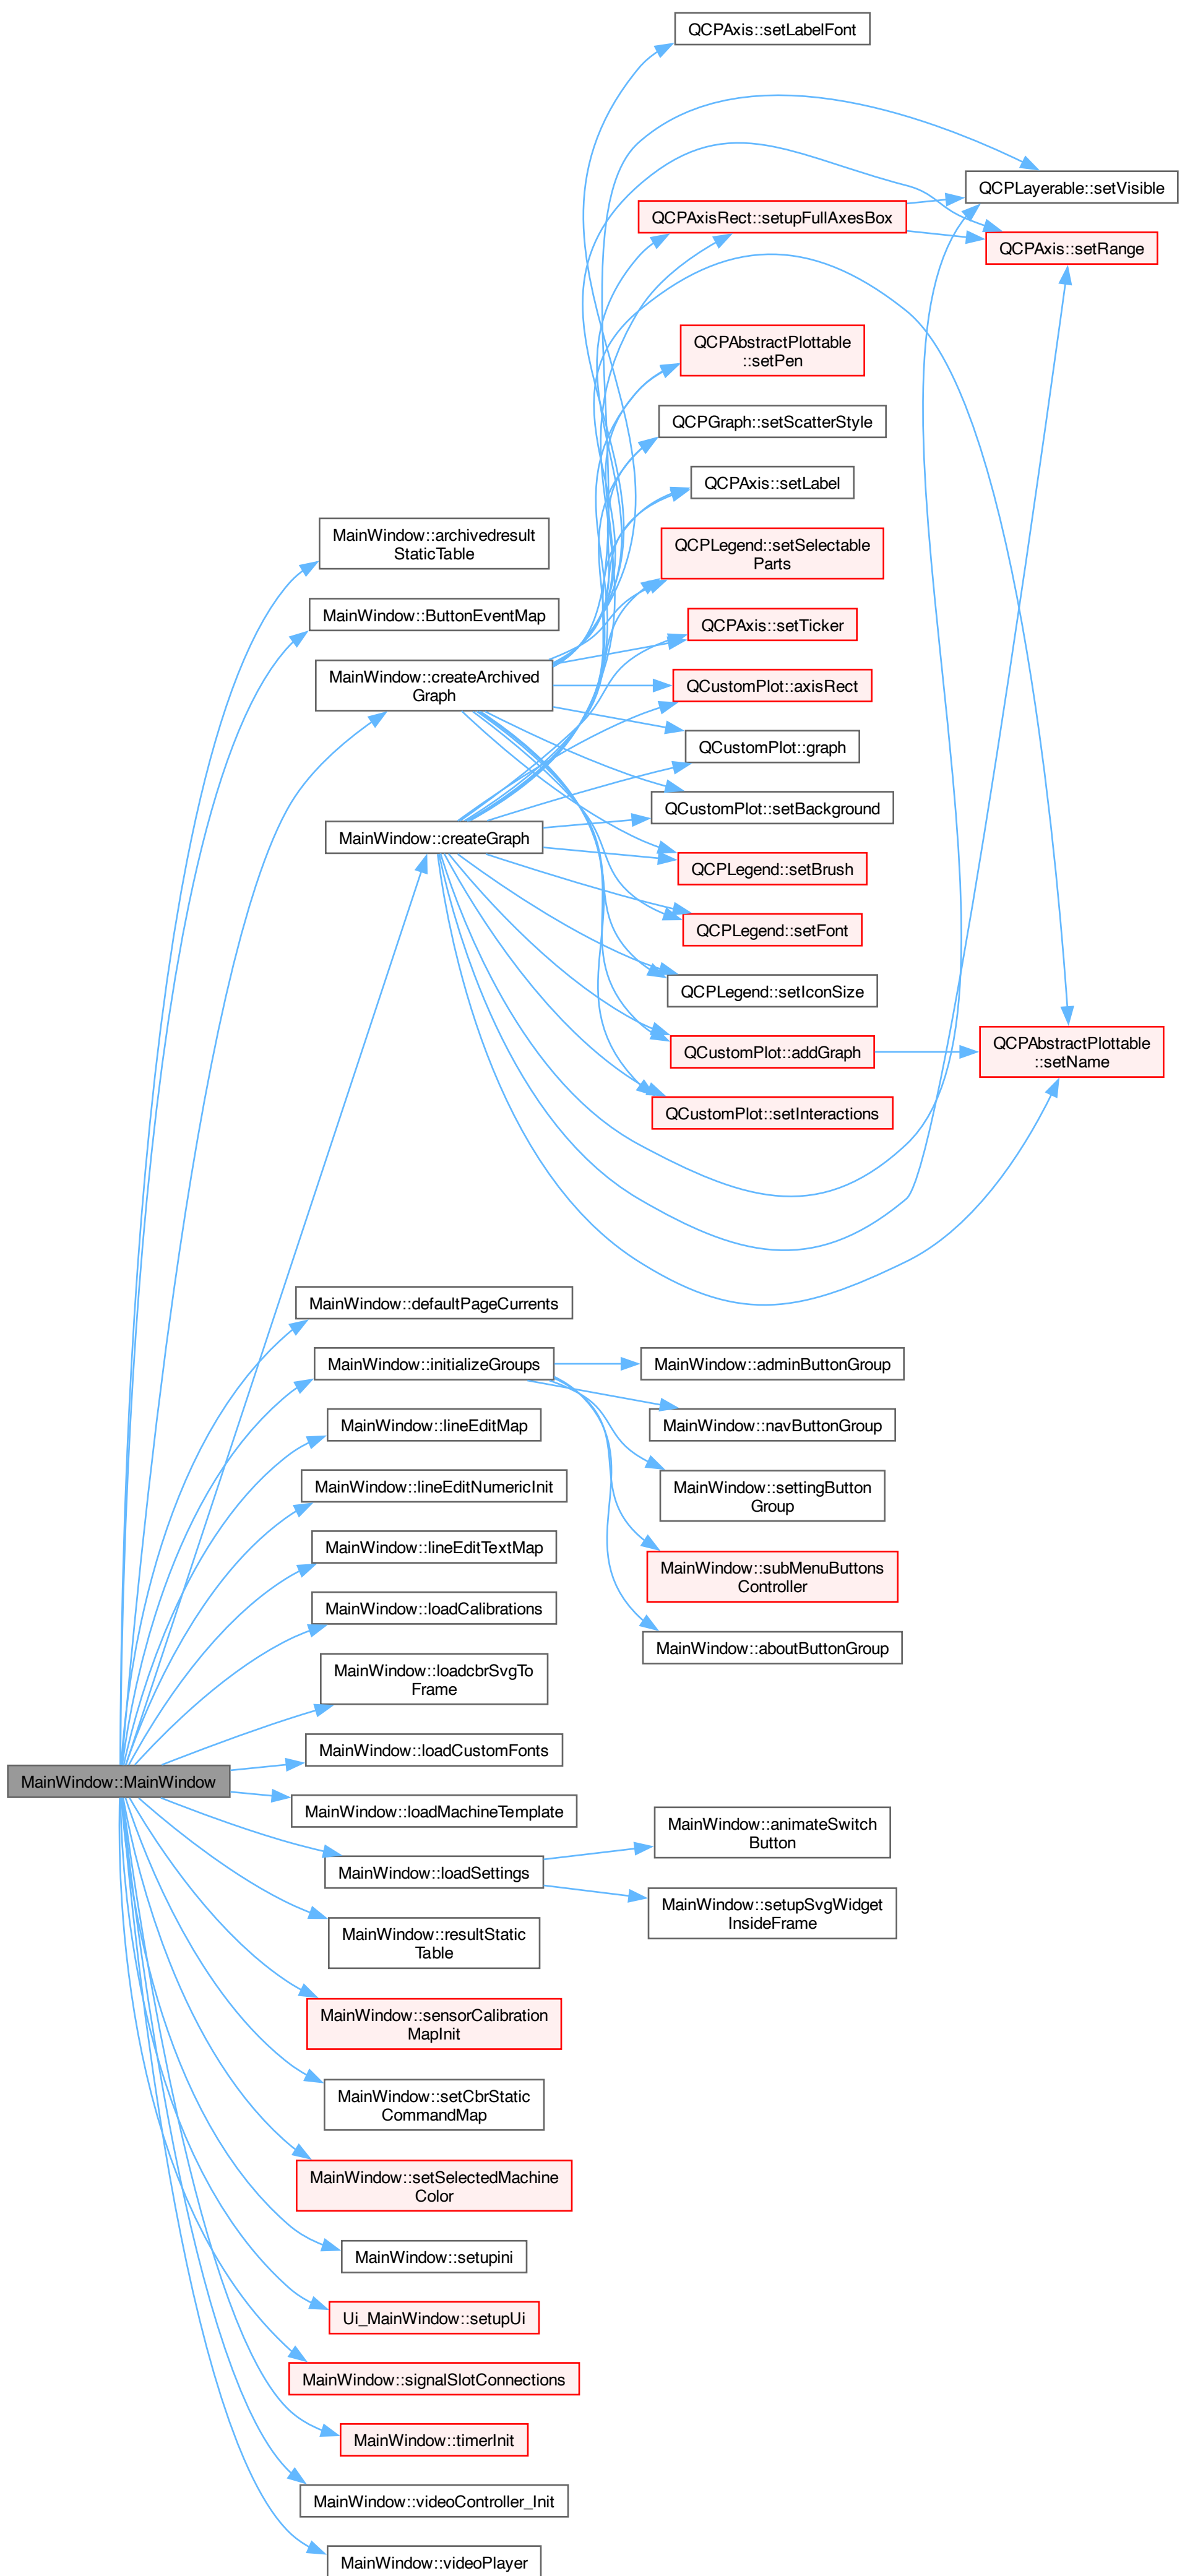 QCPAxis::setLabelFont
QCPLayerable::setVisible
QCPAxisRect::setupFullAxesBox
QCPAxis::setRange
QCPAbstractPlottable
::setPen
QCPGraph::setScatterStyle
QCPAxis::setLabel
MainWindow::archivedresult
StaticTable
QCPLegend::setSelectable
Parts
MainWindow::ButtonEventMap
QCPAxis::setTicker
MainWindow::createArchived
Graph
QCustomPlot::axisRect
QCustomPlot::graph
QCustomPlot::setBackground
MainWindow::createGraph
QCPLegend::setBrush
QCPLegend::setFont
QCPLegend::setIconSize
QCustomPlot::addGraph
QCPAbstractPlottable
::setName
QCustomPlot::setInteractions
MainWindow::defaultPageCurrents
MainWindow::initializeGroups
MainWindow::adminButtonGroup
MainWindow::lineEditMap
MainWindow::navButtonGroup
MainWindow::lineEditNumericInit
MainWindow::settingButton
Group
MainWindow::lineEditTextMap
MainWindow::subMenuButtons
Controller
MainWindow::loadCalibrations
MainWindow::aboutButtonGroup
MainWindow::loadcbrSvgTo
Frame
MainWindow::loadCustomFonts
MainWindow::MainWindow
MainWindow::loadMachineTemplate
MainWindow::animateSwitch
Button
MainWindow::loadSettings
MainWindow::setupSvgWidget
InsideFrame
MainWindow::resultStatic
Table
MainWindow::sensorCalibration
MapInit
MainWindow::setCbrStatic
CommandMap
MainWindow::setSelectedMachine
Color
MainWindow::setupini
Ui_MainWindow::setupUi
MainWindow::signalSlotConnections
MainWindow::timerInit
MainWindow::videoController_Init
MainWindow::videoPlayer